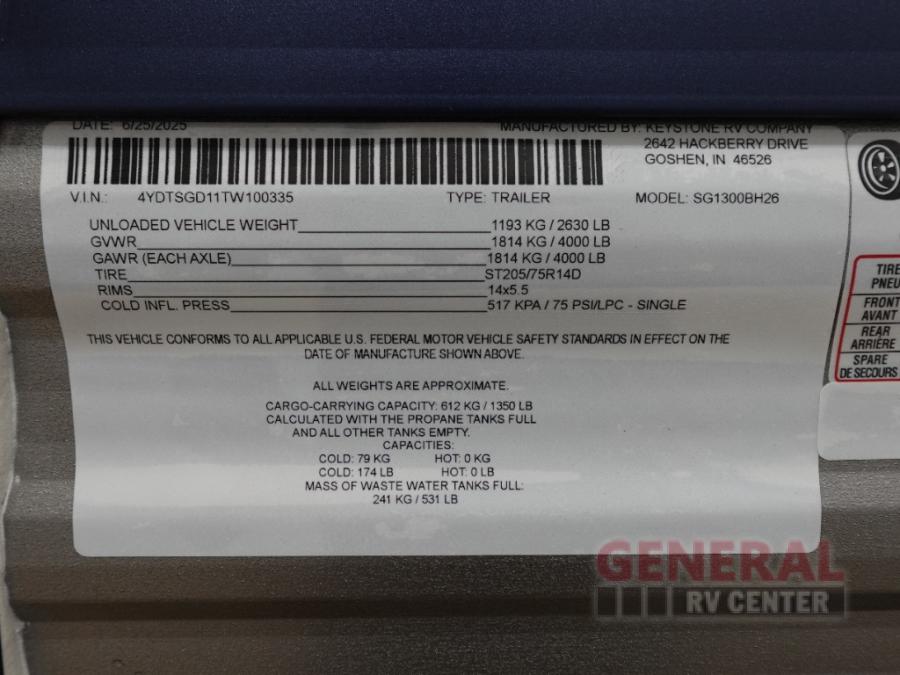 DATE: 6/25/2025
MANUFACTURED BY: KEYSTONE RV COMPANY
2642 HACKBERRY DRIVE
GOSHEN, IN 46526
V.I.N.: 4YDTSGD11TW100335 TYPE: TRAILER MODEL: SG1300BH26
UNLOADED VEHICLE WEIGHT 1193 KG / 2630 LB
GVWR 1814 KG / 4000 LB
GAWR (EACH AXLE) 1814 KG / 4000 LB
TIRE ST205/75R14D
RIMS 14x5.5
COLD INFL. PRESS 517 KPA / 75 PSI/LPC - SINGLE
THIS VEHICLE CONFORMS TO ALL APPLICABLE U.S. FEDERAL MOTOR VEHICLE SAFETY STANDARDS IN EFFECT ON THE
DATE OF MANUFACTURE SHOWN ABOVE.
ALL WEIGHTS ARE APPROXIMATE.
CARGO-CARRYING CAPACITY: 612 KG / 1350 LB
CALCULATED WITH THE PROPANE TANKS FULL
AND ALL OTHER TANKS EMPTY.
CAPACITIES:
COLD: 79 KG HOT: 0 KG
COLD: 174 LB HOT: 0 LB
MASS OF WASTE WATER TANKS FULL:
241 KG / 531 LB
TIRE
PNEU
FRONT
AVANT
REAR
ARRIÈRE
SPARE
DE SECOURS
GENERAL
RV CENTER